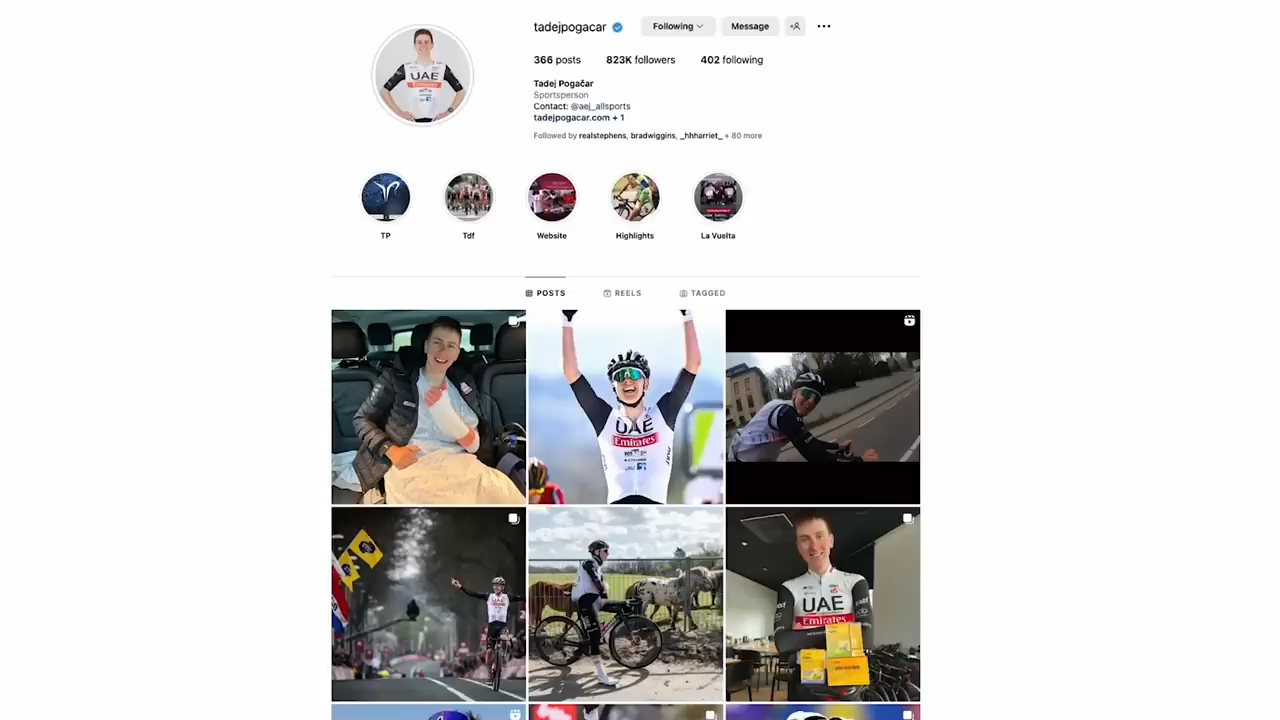 tadejpogacar
Following
Message
366 posts 823K followers 402 following
Tadej Pogačar
Sportsperson
Contact: @aej_allsports
tadejpogacar.com + 1
Followed by realstephens, bradwiggins, _hhharriet_ + 80 more
TP
Tdf
Website
Highlights
La Vuelta
POSTS
REELS
TAGGED
UAE
Emirates
UAE
Emirates
UAE
Emirates